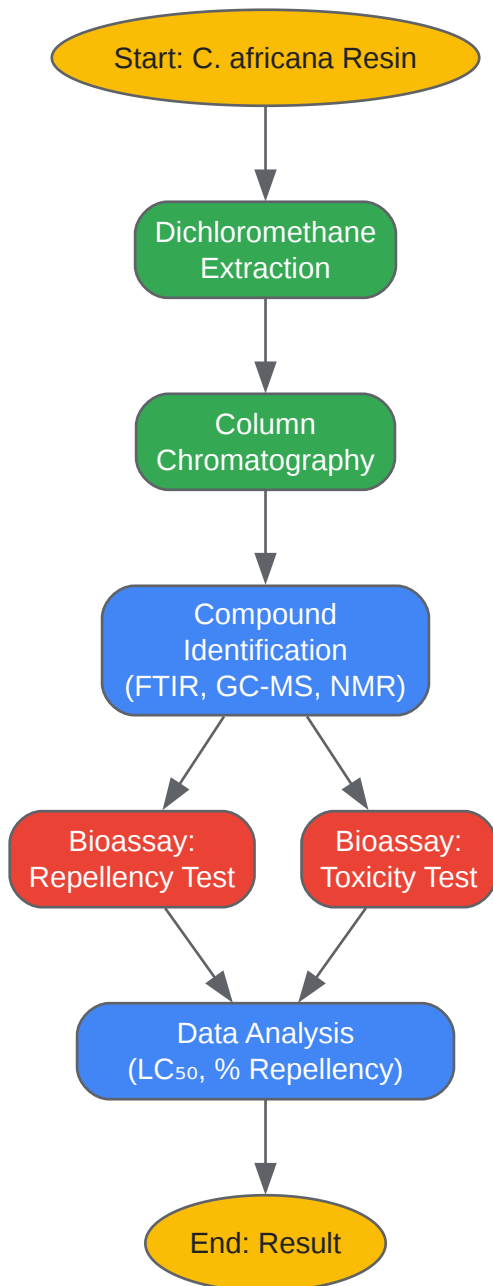 Start: C. africana Resin
Dichloromethane
Extraction
Column
Chromatography
Compound
Identification
(FTIR, GC-MS, NMR)
Bioassay:
Repellency Test
Bioassay:
Toxicity Test
Data Analysis
(LC₅₀, % Repellency)
End: Result